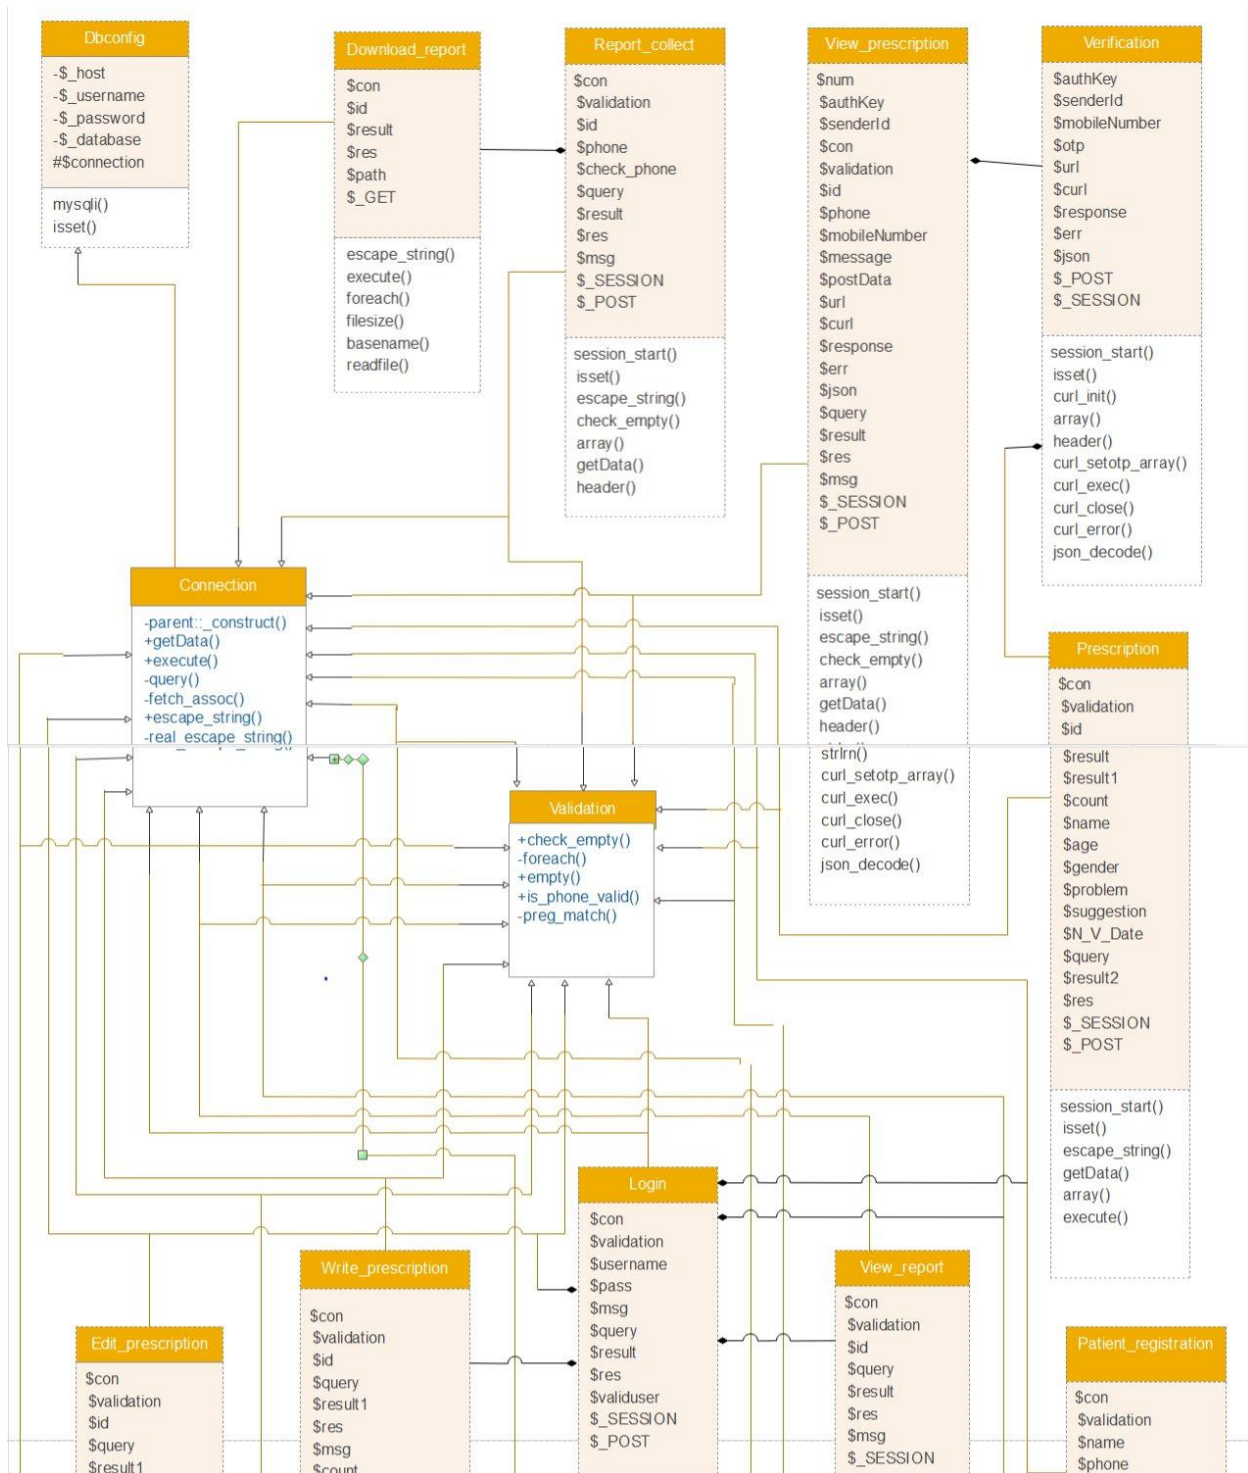 Dbconfig
-$_host
-$_username
-$_password
-$_database
#$connection
mysqli()
isset()
Download_report
$con
$id
$result
$res
$path
$_GET
escape_string()
execute()
foreach()
filesize()
basename()
readfile()
Report_collect
$con
$validation
$id
$phone
$check_phone
$query
$result
$res
$msg
$_SESSION
$_POST
session_start()
isset()
escape_string()
check_empty()
array()
getData()
header()
View_prescription
$num
$authKey
$senderId
$con
$validation
$id
$phone
$mobileNumber
$message
$postData
$url
$curl
$response
$err
$json
$query
$result
$res
$msg
$_SESSION
$_POST
session_start()
isset()
escape_string()
check_empty()
array()
getData()
header()
curl_setotp_array()
curl_exec()
curl_close()
curl_error()
json_decode()
Verification
$authKey
$senderId
$mobileNumber
$otp
$url
$curl
$response
$err
$json
$_POST
$_SESSION
session_start()
isset()
curl_init()
array()
header()
curl_setotp_array()
curl_exec()
curl_close()
curl_error()
json_decode()
Connection
-parent::_construct()
+getData()
+execute()
-query()
-fetch_assoc()
+escape_string()
-real_escape_string()
Validation
+check_empty()
-foreach()
+empty()
+is_phone_valid()
-preg_match()
Prescription
$con
$validation
$id
$result
$result1
$count
$name
$age
$gender
$problem
$suggestion
$N_V_Date
$query
$result2
$res
$_SESSION
$_POST
session_start()
isset()
escape_string()
getData()
array()
execute()
Login
$con
$validation
$username
$pass
$msg
$query
$result
$res
$validuser
$_SESSION
$_POST
Write_prescription
$con
$validation
$id
$query
$result1
$res
$msg
$count
View_report
$con
$validation
$id
$query
$result
$res
$msg
$_SESSION
Edit_prescription
$con
$validation
$id
$query
$result1
Patient_registration
$con
$validation
$name
$phone